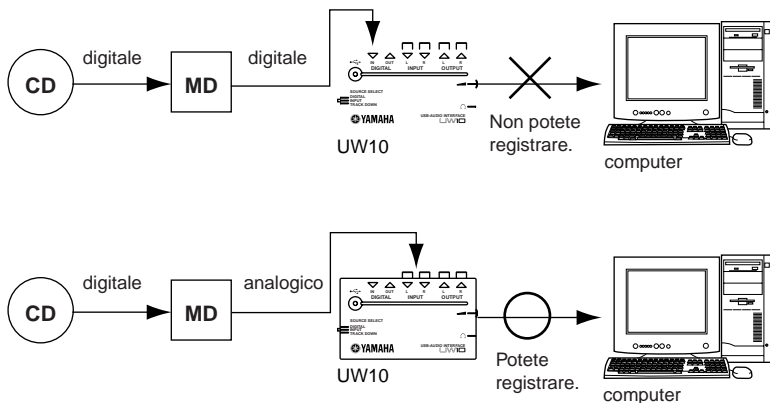 digitale
digitale
CD
MD
IN OUT L R L R
DIGITAL INPUT OUTPUT
SOURCE SELECT
DIGITAL
INPUT
TRACK DOWN
YAMAHA
USB AUDIO INTERFACE
UW10
UW10
Non potete
registrare.
computer
digitale
analogico
CD
MD
IN OUT L R L R
DIGITAL INPUT OUTPUT
SOURCE SELECT
DIGITAL
INPUT
TRACK DOWN
YAMAHA
USB AUDIO INTERFACE
UW10
UW10
Potete
registrare.
computer